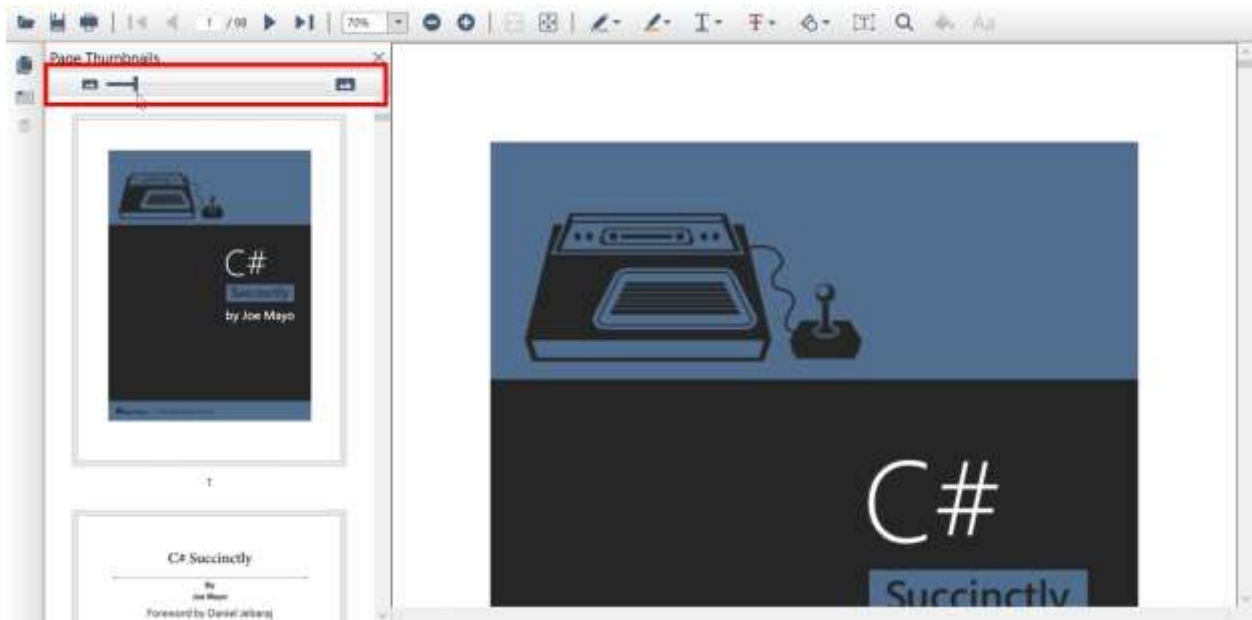 1 / 98 70% T T T Aa
Page Thumbnails
C#
Succinctly
by Joe Mayo
1
C# Succinctly
By
Joe Mayo
Foreword by Daniel Jebaraj
C#
Succinctly